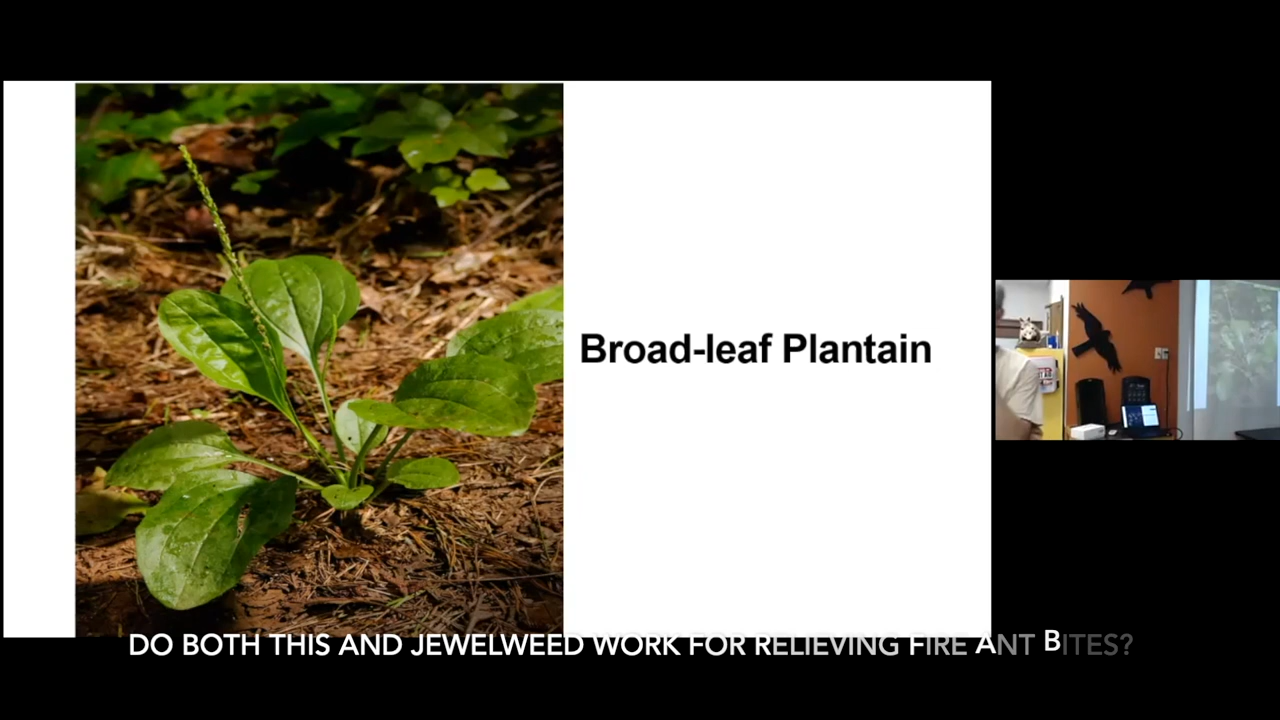 Broad-leaf Plantain
DO BOTH THIS AND JEWELWEED WORK FOR RELIEVING FIRE ANT BITES?